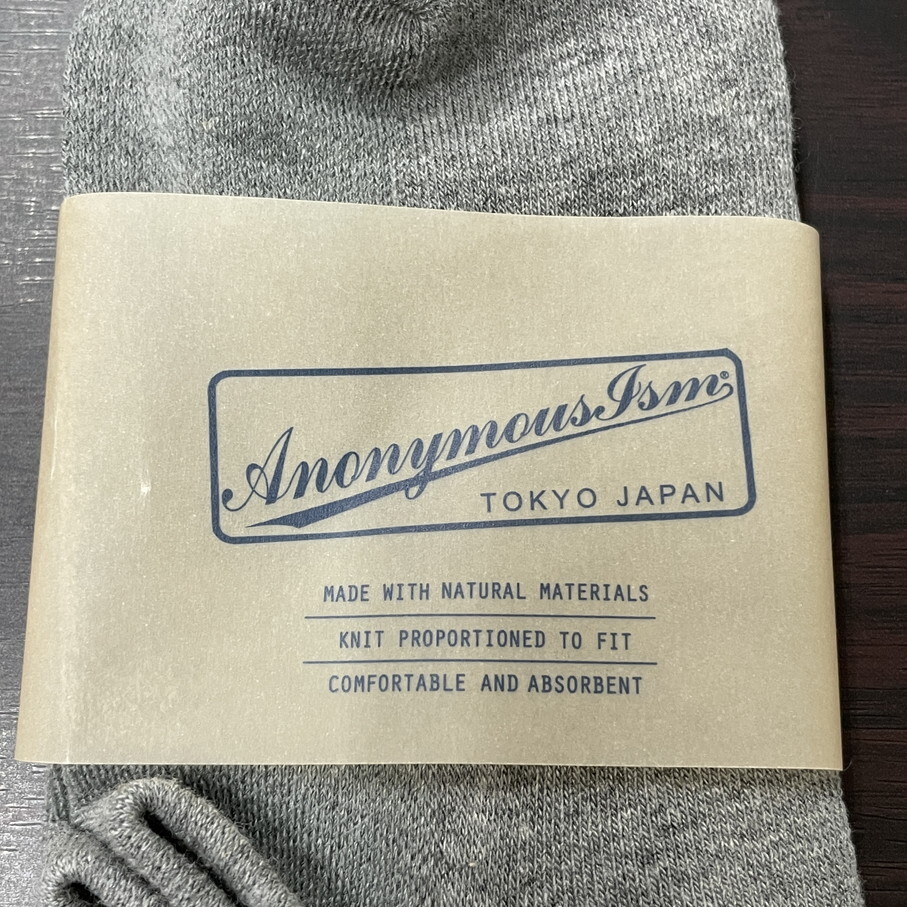 AnonymousIsm®
TOKYO JAPAN
MADE WITH NATURAL MATERIALS
KNIT PROPORTIONED TO FIT
COMFORTABLE AND ABSORBENT